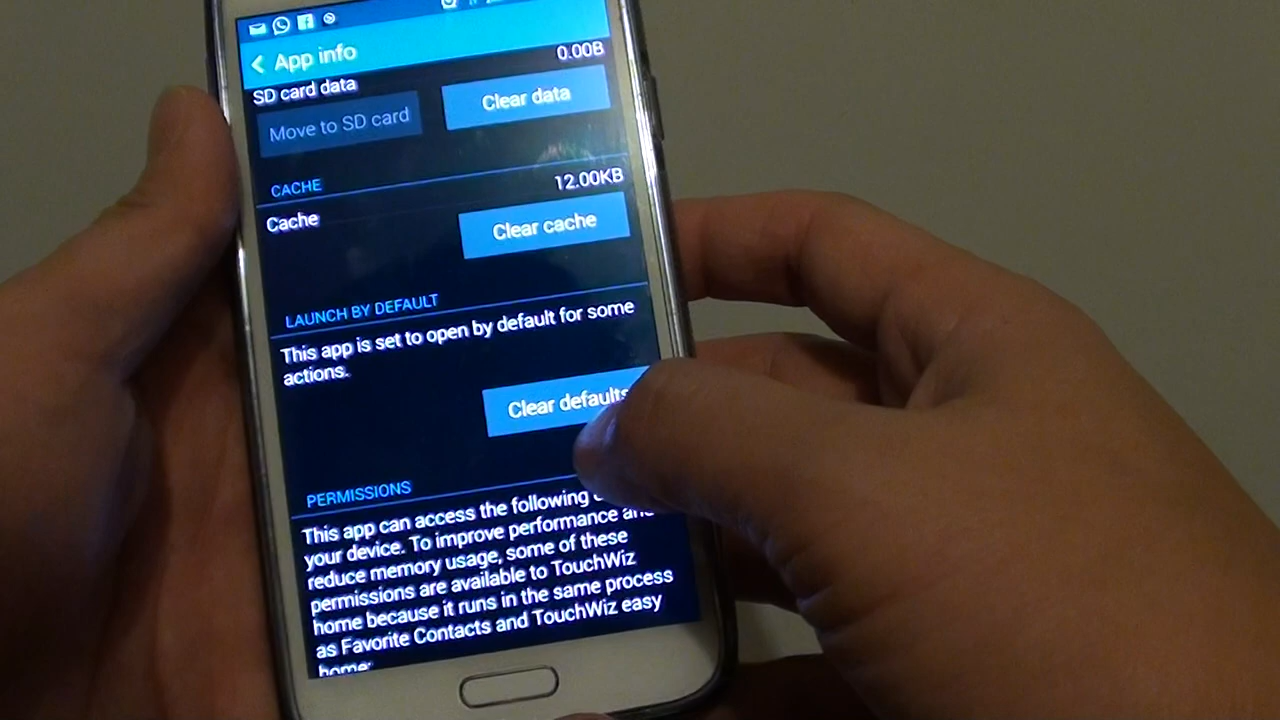 App info
0.00B
SD card data
Move to SD card
Clear data
CACHE
12.00KB
Cache
Clear cache
LAUNCH BY DEFAULT
This app is set to open by default for some
actions.
Clear defaults
PERMISSIONS
This app can access the following
your device. To improve performance and
reduce memory usage, some of these
permissions are available to TouchWiz
home because it runs in the same process
as Favorite Contacts and TouchWiz easy
home: